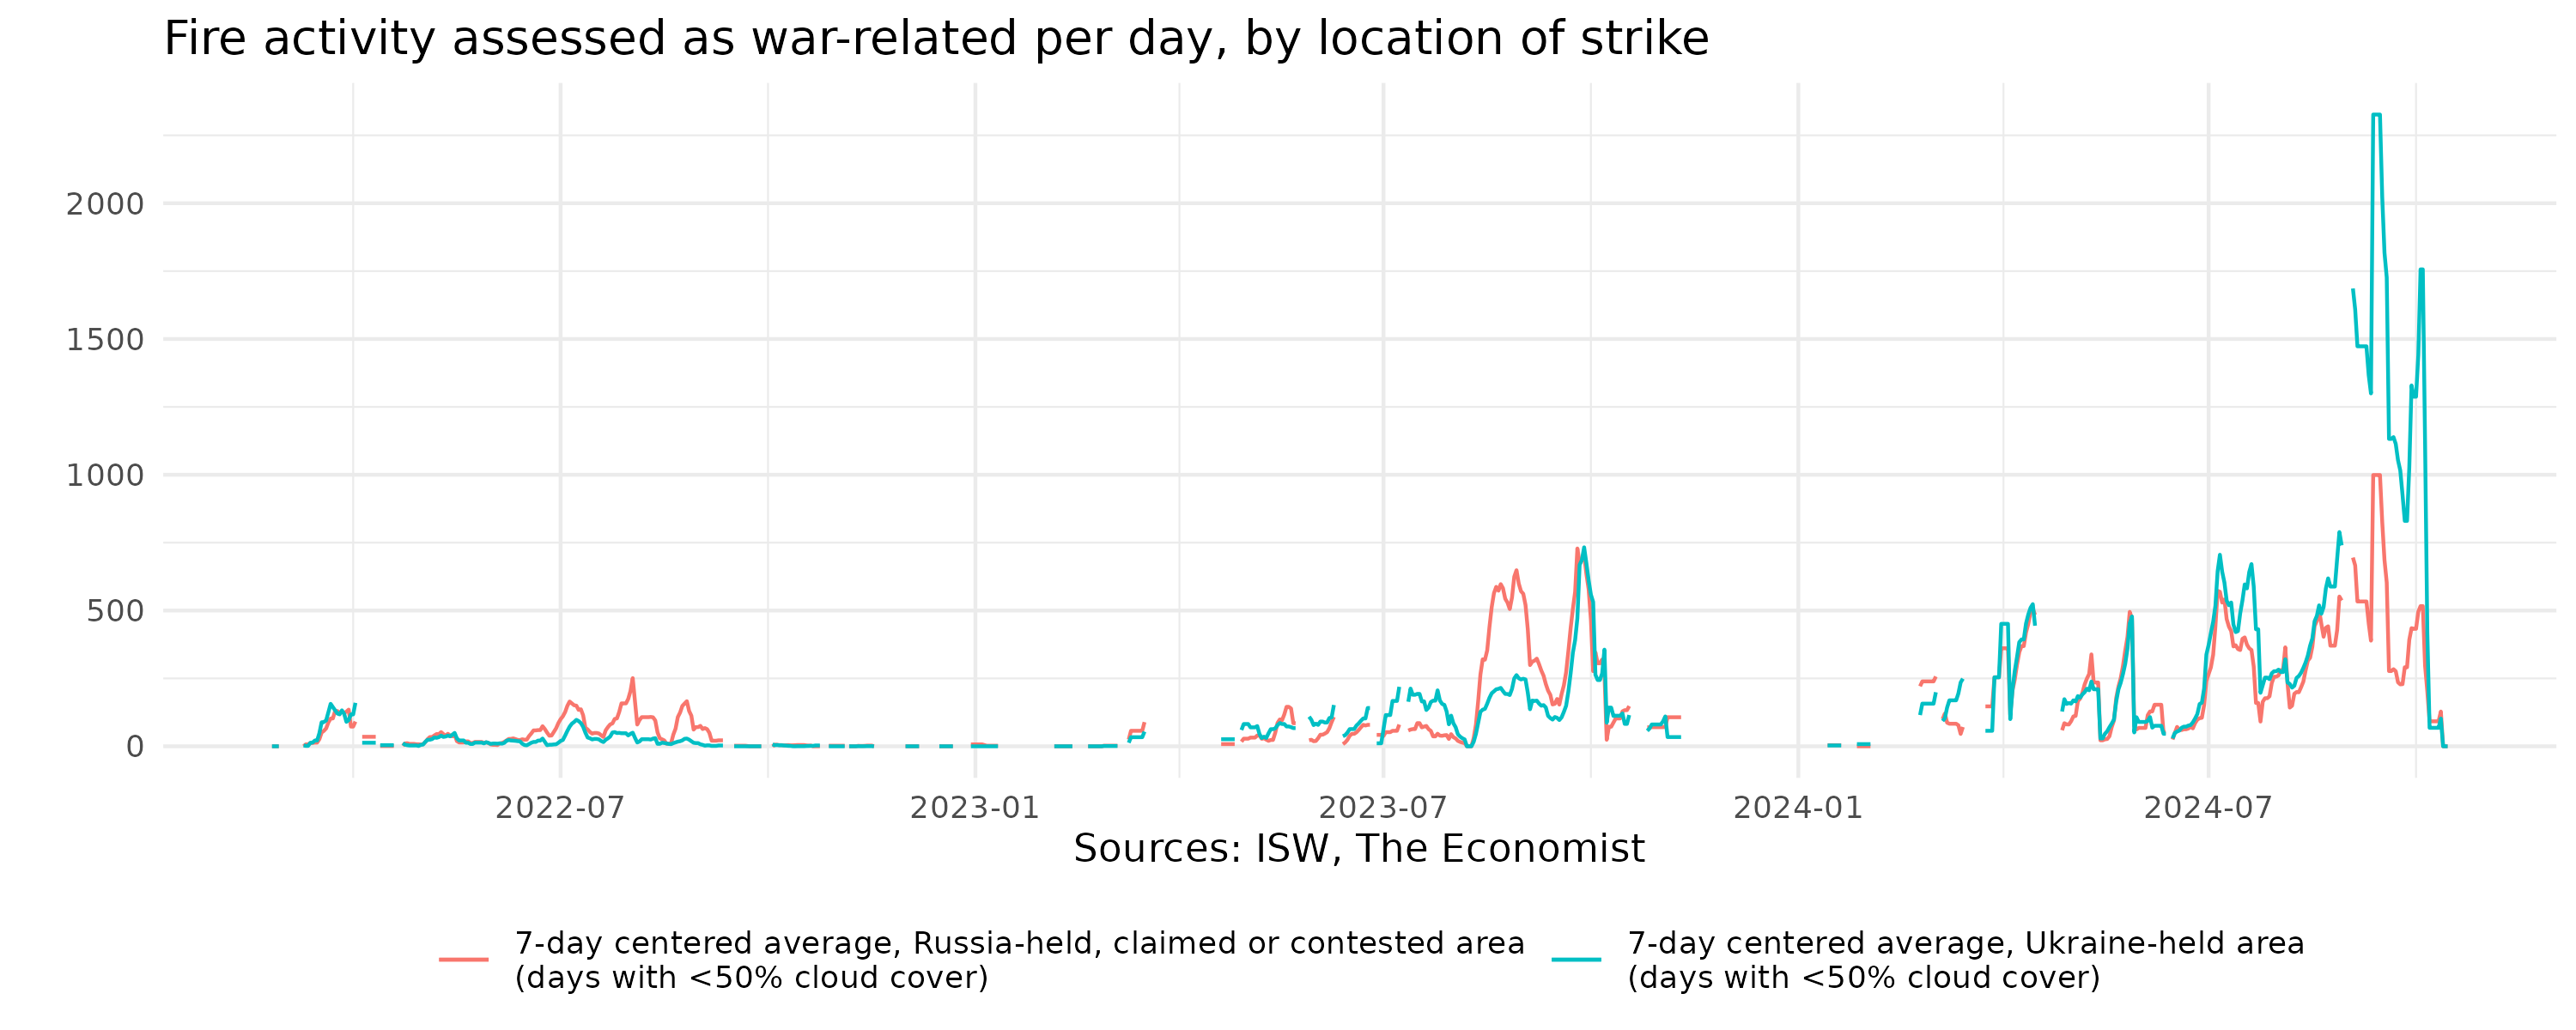 Fire activity assessed as war-related per day, by location of strike
2000
1500
1000
500
0
2022-07 2023-01 2023-07 2024-01 2024-07
Sources: ISW, The Economist
7-day centered average, Russia-held, claimed or contested area
(days with <50% cloud cover)
7-day centered average, Ukraine-held area
(days with <50% cloud cover)